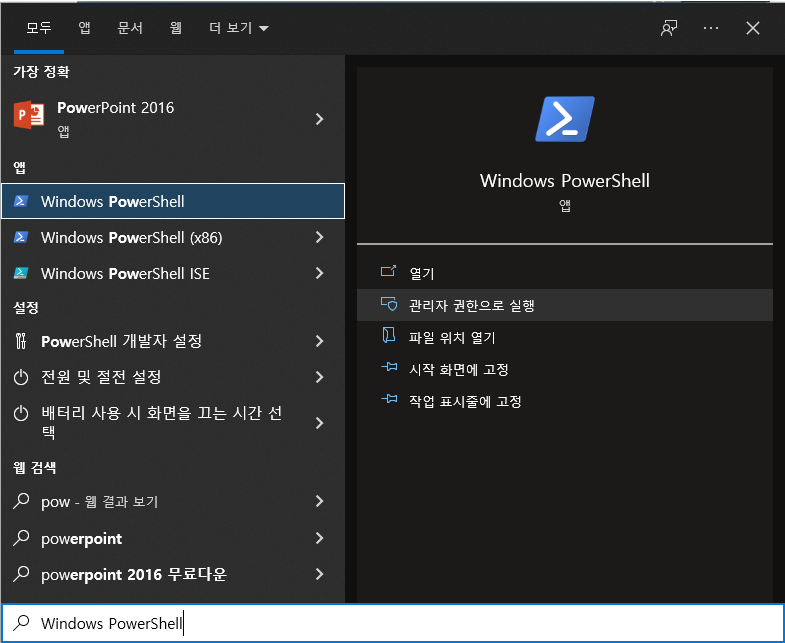 모두 앱 문서 웹 더 보기
가장 정확
PowerPoint 2016
앱
앱
Windows PowerShell
Windows PowerShell (x86)
Windows PowerShell ISE
설정
PowerShell 개발자 설정
전원 및 절전 설정
배터리 사용 시 화면을 끄는 시간 선
택
웹 검색
pow - 웹 결과 보기
powerpoint
powerpoint 2016 무료다운
Windows PowerShell
Windows PowerShell
앱
열기
관리자 권한으로 실행
파일 위치 열기
시작 화면에 고정
작업 표시줄에 고정